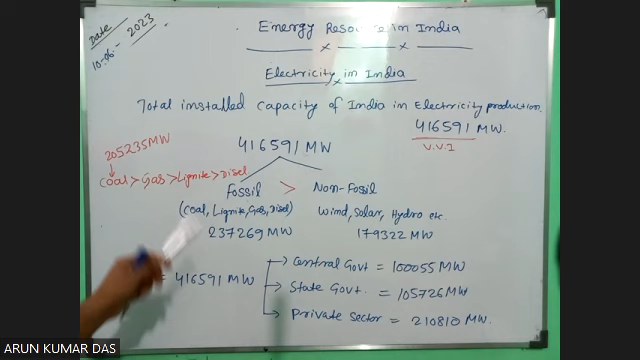 Date
10-06-2023
Energy Resource in India
Electricity in India
Total installed capacity of India in Electricity production.
416591 MW.
V.V.I
205235MW
416591 MW
Coal > Gas > Lignite > Disel
Fossil > Non-Fossil
(Coal, Lignite, Gas, Disel)
Wind, Solar, Hydro etc.
237269 MW
179322 MW
= 416591 MW
Central Govt = 100055 MW
State Govt. = 105726 MW
Private Sector = 210810 MW.
ARUN KUMAR DAS